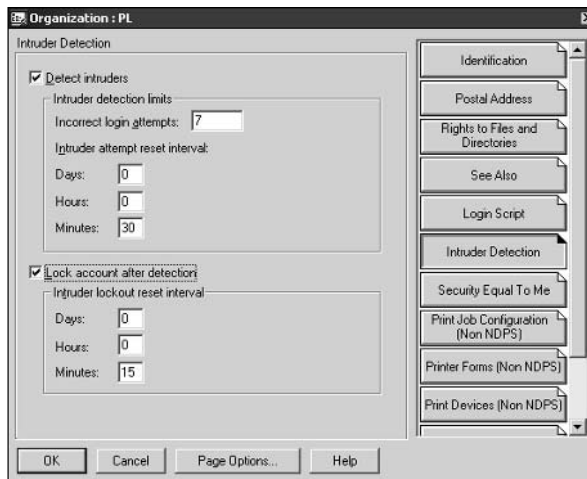 Organization : PL
Intruder Detection
Detect intruders
Intruder detection limits
Incorrect login attempts: 7
Intruder attempt reset interval:
Days: 0
Hours: 0
Minutes: 30
Lock account after detection
Intruder lockout reset interval
Days: 0
Hours: 0
Minutes: 15
Identification
Postal Address
Rights to Files and
Directories
See Also
Login Script
Intruder Detection
Security Equal To Me
Print Job Configuration
(Non NDPS)
Printer Forms (Non NDPS)
Print Devices (Non NDPS)
OK
Cancel
Page Options...
Help